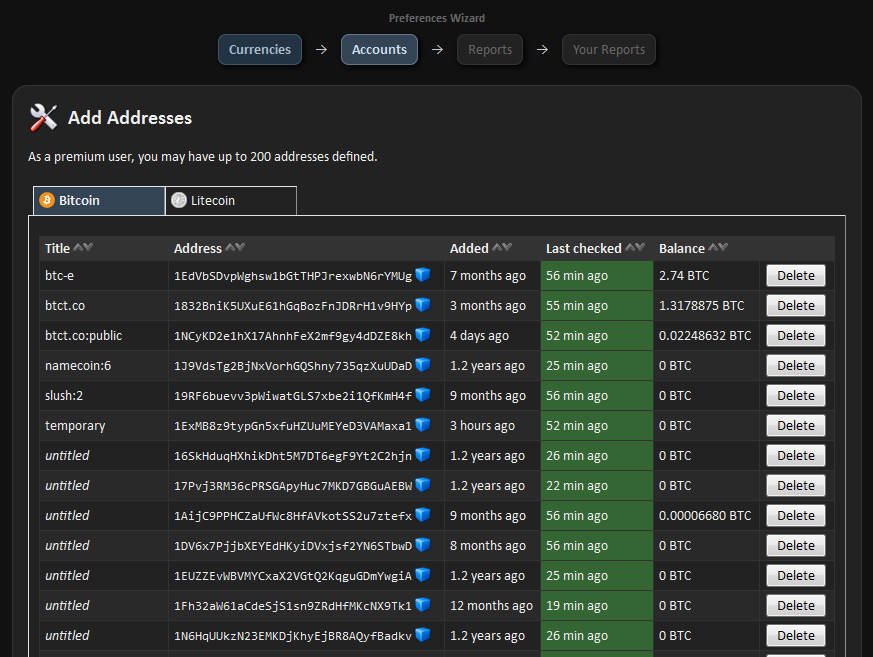 Preferences Wizard
Currencies → Accounts → Reports → Your Reports
Add Addresses
As a premium user, you may have up to 200 addresses defined.
Bitcoin Litecoin
Title Address Added Last checked Balance
btc-e 1EdVbSDvpWghsw1bGtTHPJrexwbN6rYMUg 7 months ago 56 min ago 2.74 BTC Delete
btct.co 1832BniK5UXuE61hGqBozFnJDRrH1v9HYp 3 months ago 55 min ago 1.3178875 BTC Delete
btct.co:public 1NCyKD2e1hX17AhnhFeX2mf9gy4dDZE8kh 4 days ago 52 min ago 0.02248632 BTC Delete
namecoin:6 1J9VdsTg2BjNxVorhGQShny735qzXuUDaD 1.2 years ago 25 min ago 0 BTC Delete
slush:2 19RF6buevv3pWiwatGLS7xbe2i1QfKmH4f 9 months ago 56 min ago 0 BTC Delete
temporary 1ExMB8z9typGn5xfuHZUuMEYeD3VAMaxa1 3 hours ago 52 min ago 0 BTC Delete
untitled 16SkHduqHXhikDht5M7DT6egF9Yt2C2hjn 1.2 years ago 26 min ago 0 BTC Delete
untitled 17Pvj3RM36cPRSGApyHuc7MKD7GBGuAEBW 1.2 years ago 22 min ago 0 BTC Delete
untitled 1AijC9PPHCZaUfWc8HfAVkotSS2u7ztefx 9 months ago 56 min ago 0.00006680 BTC Delete
untitled 1DV6x7PjjbXEYEdHKyiDVxjsf2YN6STbwD 8 months ago 56 min ago 0 BTC Delete
untitled 1EUZZEvWBVMYCxaX2VGtQ2KqguGDmYwgiA 1.2 years ago 25 min ago 0 BTC Delete
untitled 1Fh32aW61aCdeSjS1sn9ZRdHfMKcNX9Tk1 12 months ago 19 min ago 0 BTC Delete
untitled 1N6HqUUkzN23EMKDjKhyEjBR8AQyfBadkv 1.2 years ago 26 min ago 0 BTC Delete